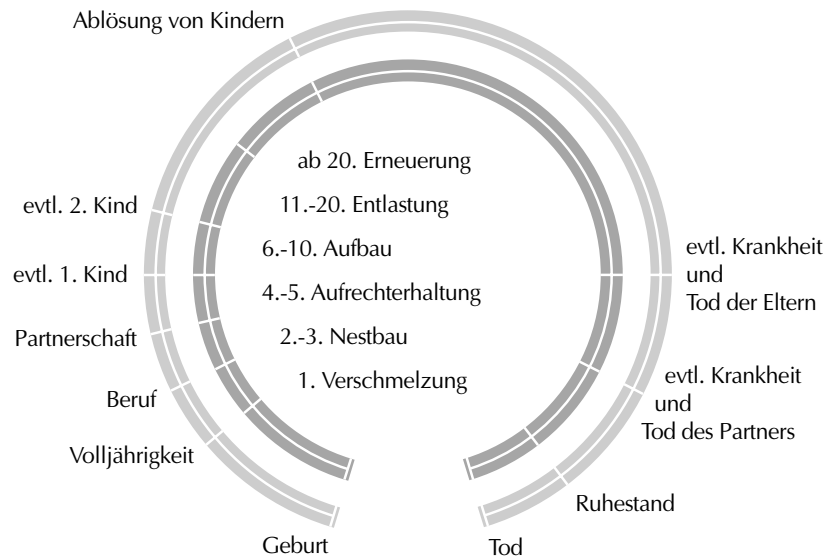 Ablösung von Kindern
ab 20. Erneuerung
11.-20. Entlastung
6.-10. Aufbau
4.-5. Aufrechterhaltung
2.-3. Nestbau
1. Verschmelzung
evtl. 2. Kind
evtl. 1. Kind
Partnerschaft
Beruf
Volljährigkeit
Geburt
evtl. Krankheit
und
Tod der Eltern
evtl. Krankheit
und
Tod des Partners
Ruhestand
Tod